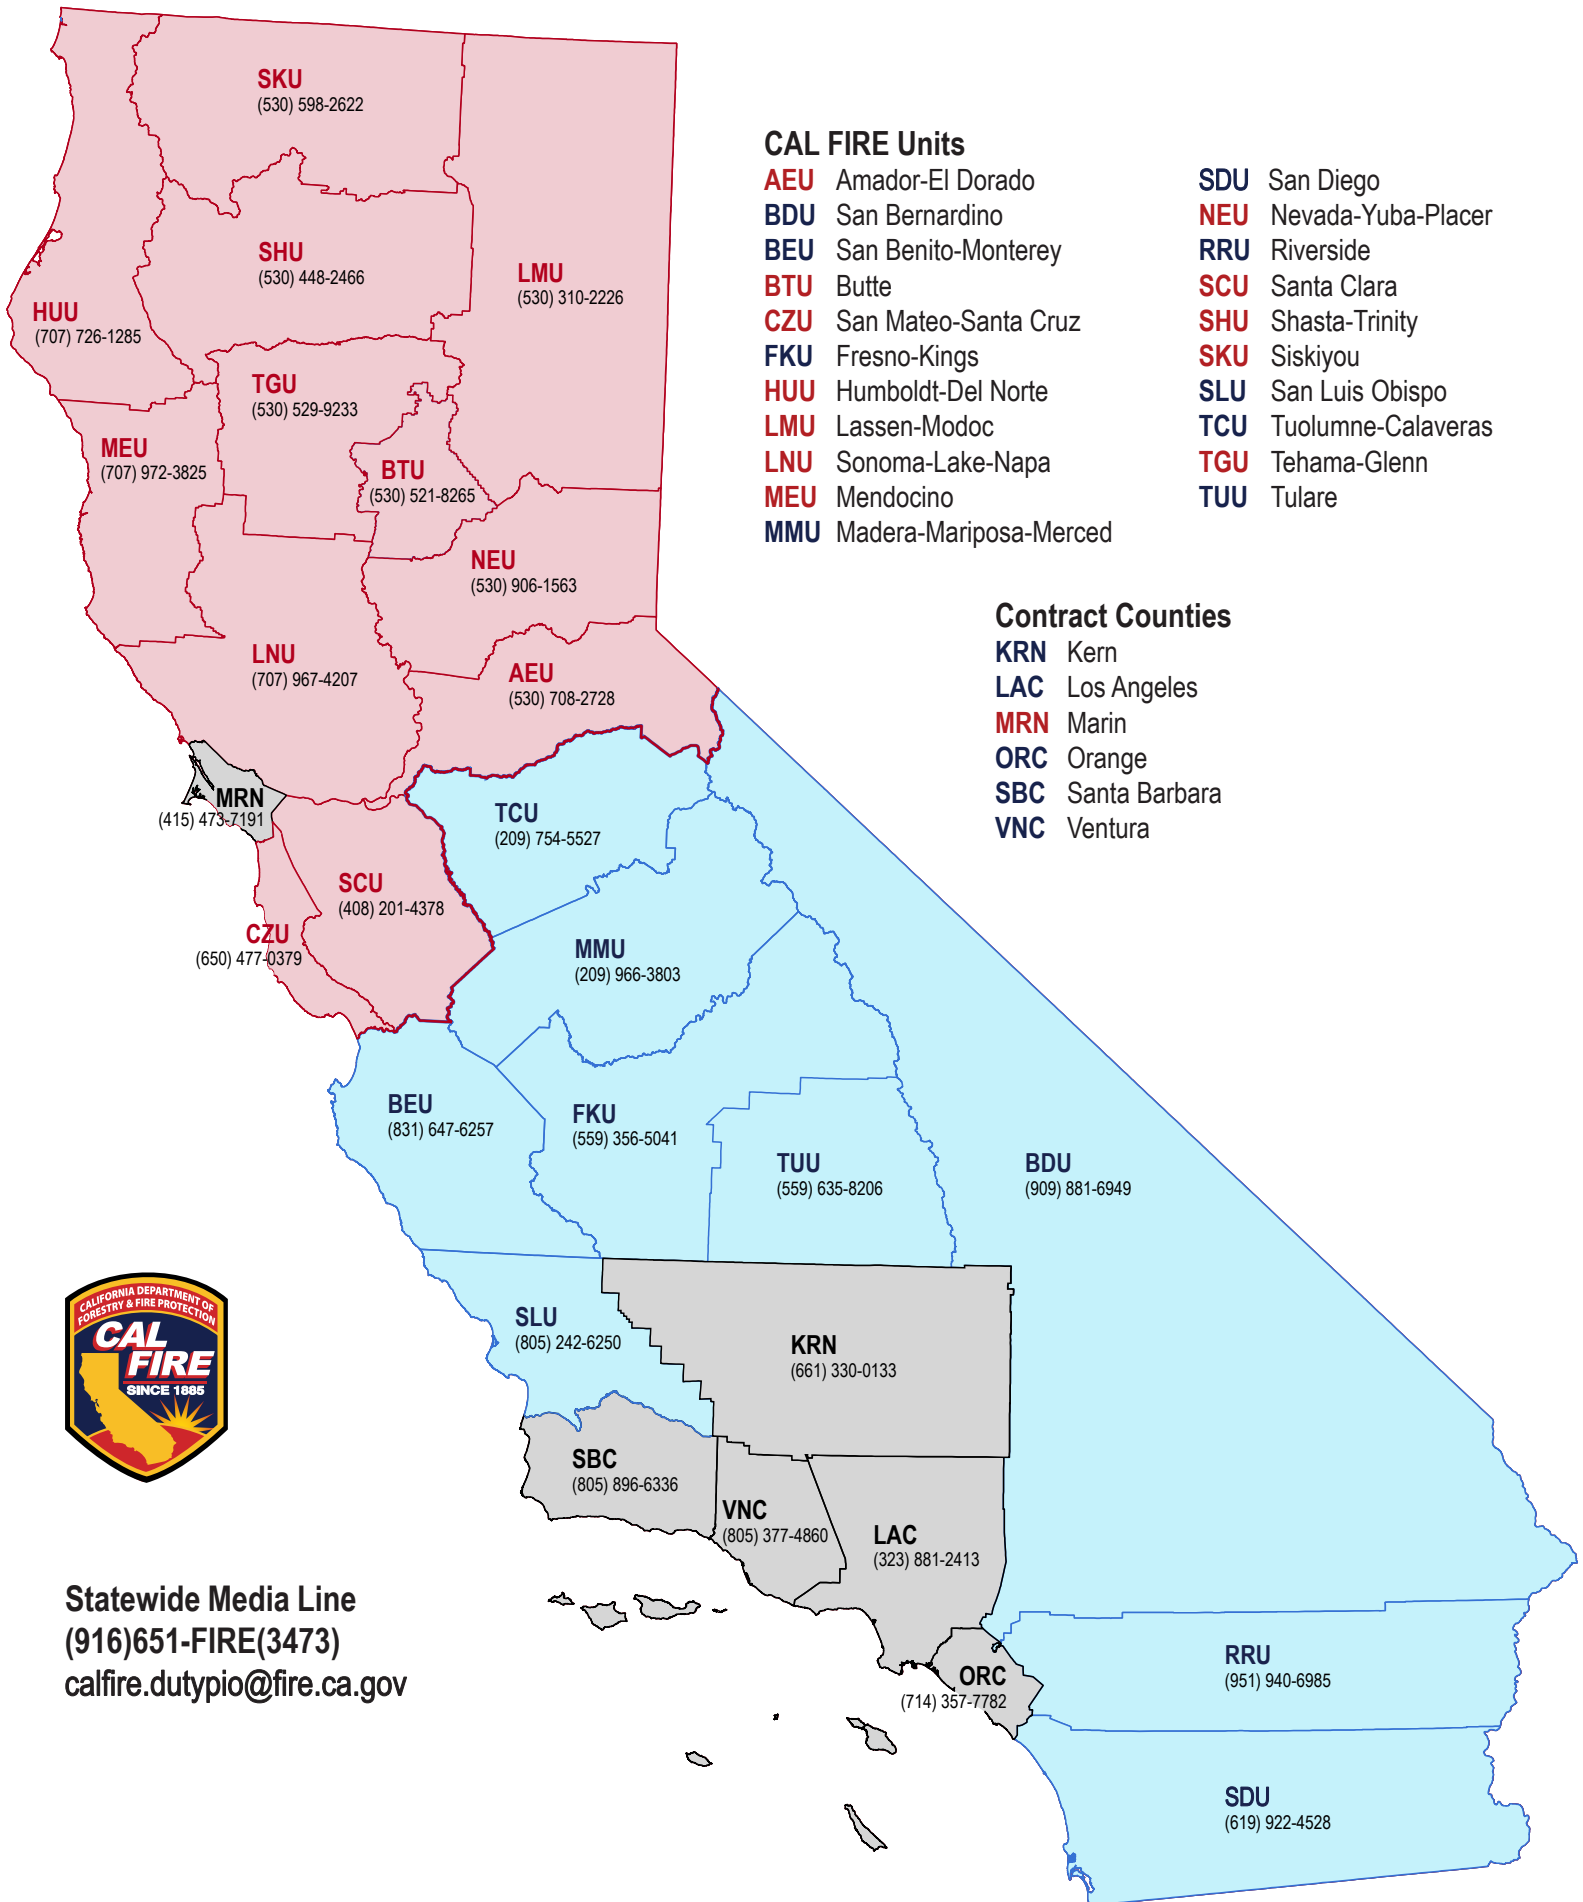 SKU
(530) 598-2622
SHU
(530) 448-2466
LMU
(530) 310-2226
HUU
(707) 726-1285
TGU
(530) 529-9233
MEU
(707) 972-3825
BTU
(530) 521-8265
NEU
(530) 906-1563
LNU
(707) 967-4207
AEU
(530) 708-2728
MRN
(415) 473-7191
TCU
(209) 754-5527
SCU
(408) 201-4378
CZU
(650) 477-0379
MMU
(209) 966-3803
BEU
(831) 647-6257
FKU
(559) 356-5041
TUU
(559) 635-8206
BDU
(909) 881-6949
SLU
(805) 242-6250
KRN
(661) 330-0133
SBC
(805) 896-6336
VNC
(805) 377-4860
LAC
(323) 881-2413
ORC
(714) 357-7782
RRU
(951) 940-6985
SDU
(619) 922-4528
CAL FIRE Units
AEU Amador-El Dorado
BDU San Bernardino
BEU San Benito-Monterey
BTU Butte
CZU San Mateo-Santa Cruz
FKU Fresno-Kings
HUU Humboldt-Del Norte
LMU Lassen-Modoc
LNU Sonoma-Lake-Napa
MEU Mendocino
MMU Madera-Mariposa-Merced
SDU San Diego
NEU Nevada-Yuba-Placer
RRU Riverside
SCU Santa Clara
SHU Shasta-Trinity
SKU Siskiyou
SLU San Luis Obispo
TCU Tuolumne-Calaveras
TGU Tehama-Glenn
TUU Tulare
Contract Counties
KRN Kern
LAC Los Angeles
MRN Marin
ORC Orange
SBC Santa Barbara
VNC Ventura
CALIFORNIA DEPARTMENT OF
FORESTRY & FIRE PROTECTION
CAL
FIRE
SINCE 1885
Statewide Media Line
(916)651-FIRE(3473)
calfire.dutypio@fire.ca.gov